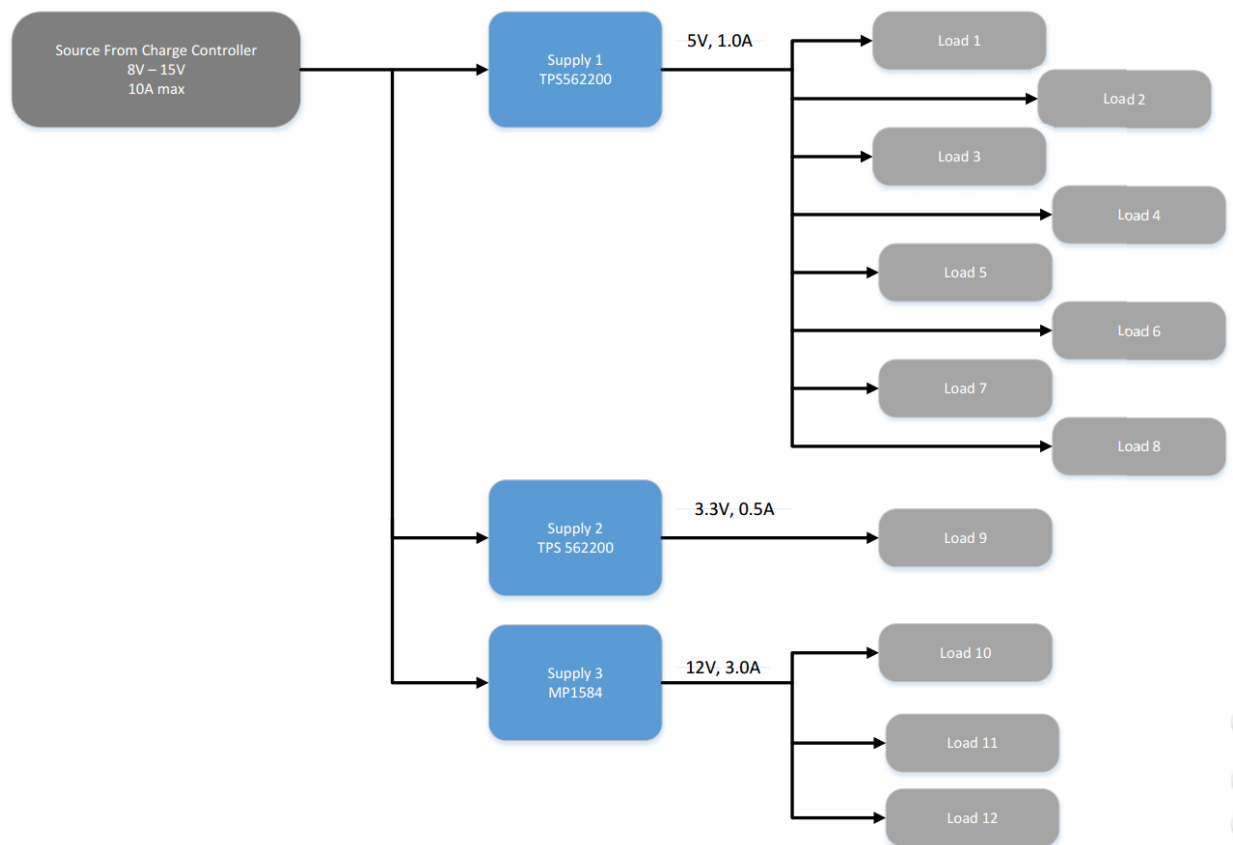 Source From Charge Controller
8V – 15V
10A max
Supply 1
TPS562200
5V, 1.0A
Load 1
Load 2
Load 3
Load 4
Load 5
Load 6
Load 7
Load 8
Supply 2
TPS 562200
3.3V, 0.5A
Load 9
Supply 3
MP1584
12V, 3.0A
Load 10
Load 11
Load 12